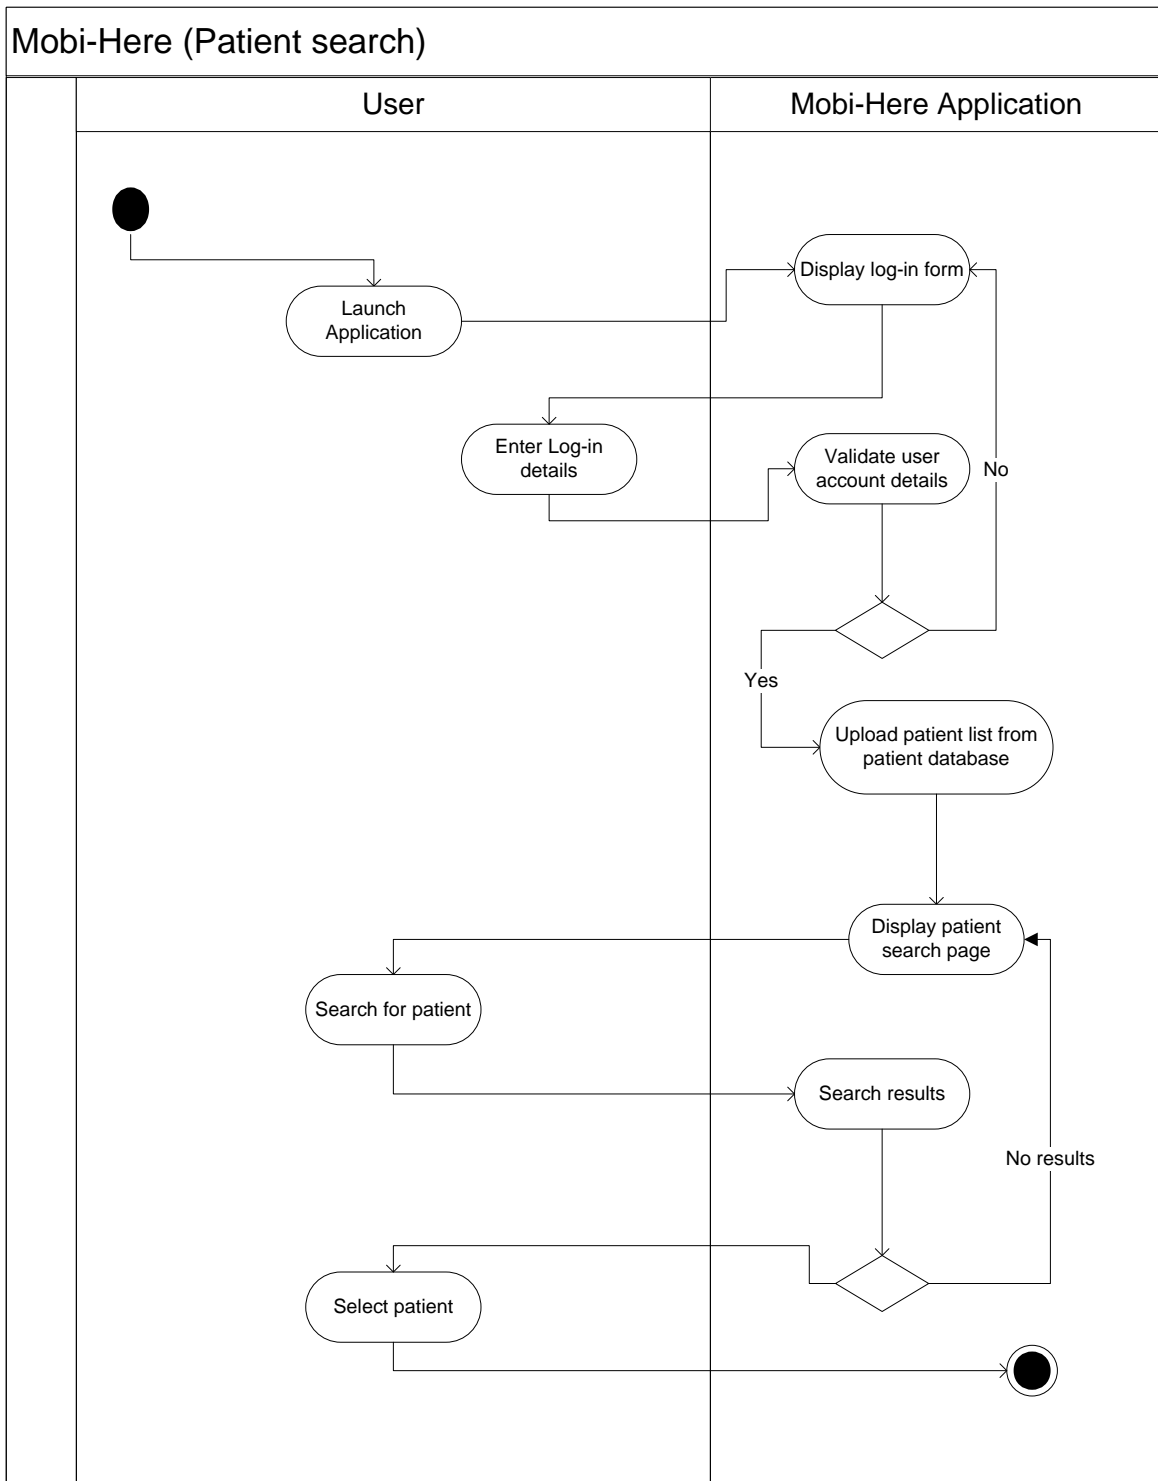 Mobi-Here (Patient search)
User
Mobi-Here Application
Display log-in form
Launch
Application
Enter Log-in
details
Validate user
account details
No
Yes
Upload patient list from
patient database
Display patient
search page
Search for patient
Search results
No results
Select patient